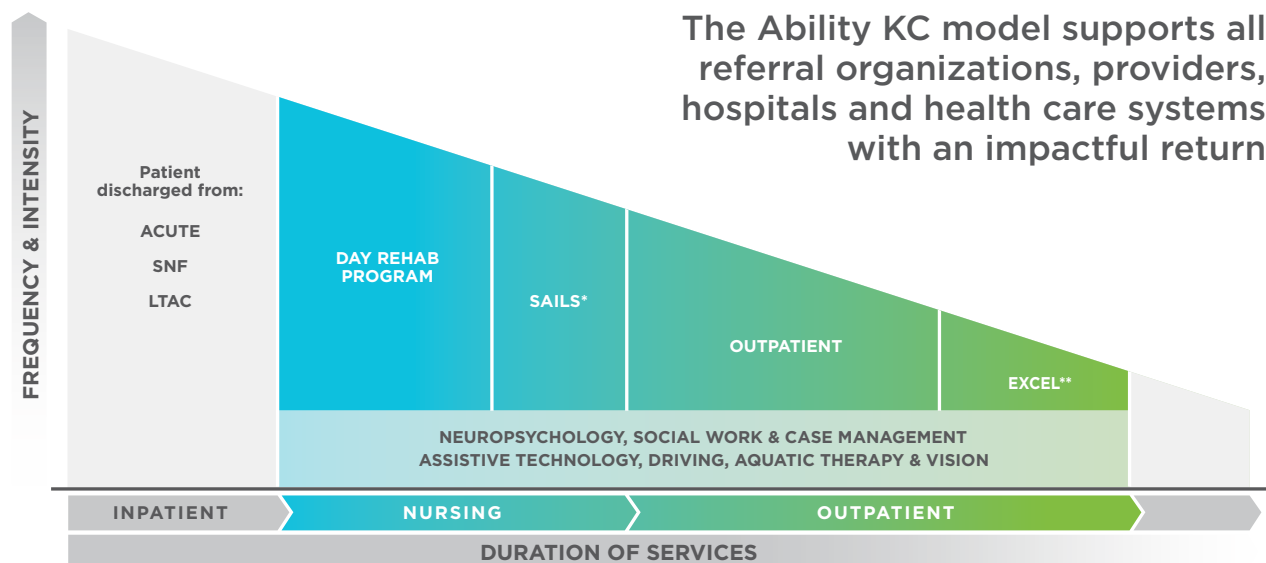 The Ability KC model supports all
referral organizations, providers,
hospitals and health care systems
with an impactful return
FREQUENCY & INTENSITY
Patient
discharged from:
ACUTE
SNF
LTAC
DAY REHAB
PROGRAM
SAILS*
OUTPATIENT
EXCEL**
NEUROPSYCHOLOGY, SOCIAL WORK & CASE MANAGEMENT
ASSISTIVE TECHNOLOGY, DRIVING, AQUATIC THERAPY & VISION
INPATIENT
NURSING
OUTPATIENT
DURATION OF SERVICES